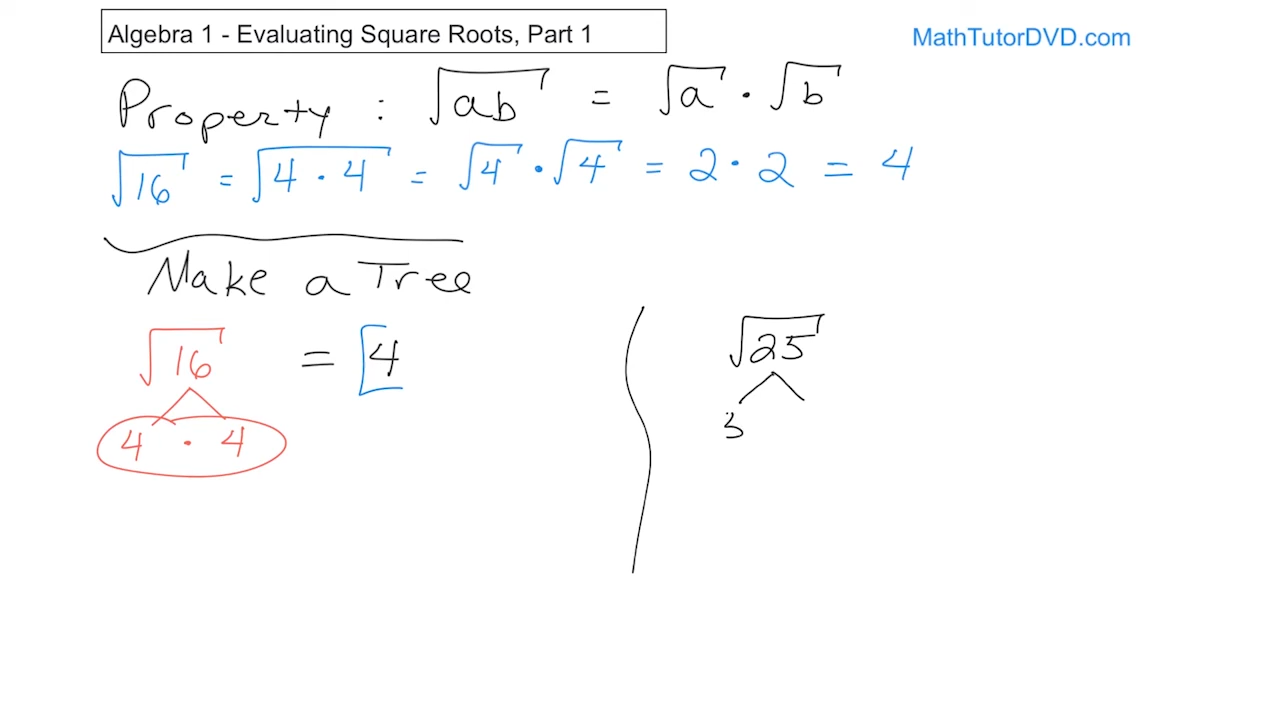 Algebra 1 - Evaluating Square Roots, Part 1
MathTutorDVD.com
Property : √ab = √a · √b
√16 = √4 · 4 = √4 · √4 = 2 · 2 = 4
Make a Tree
√16 = 4
4 · 4
√25
5